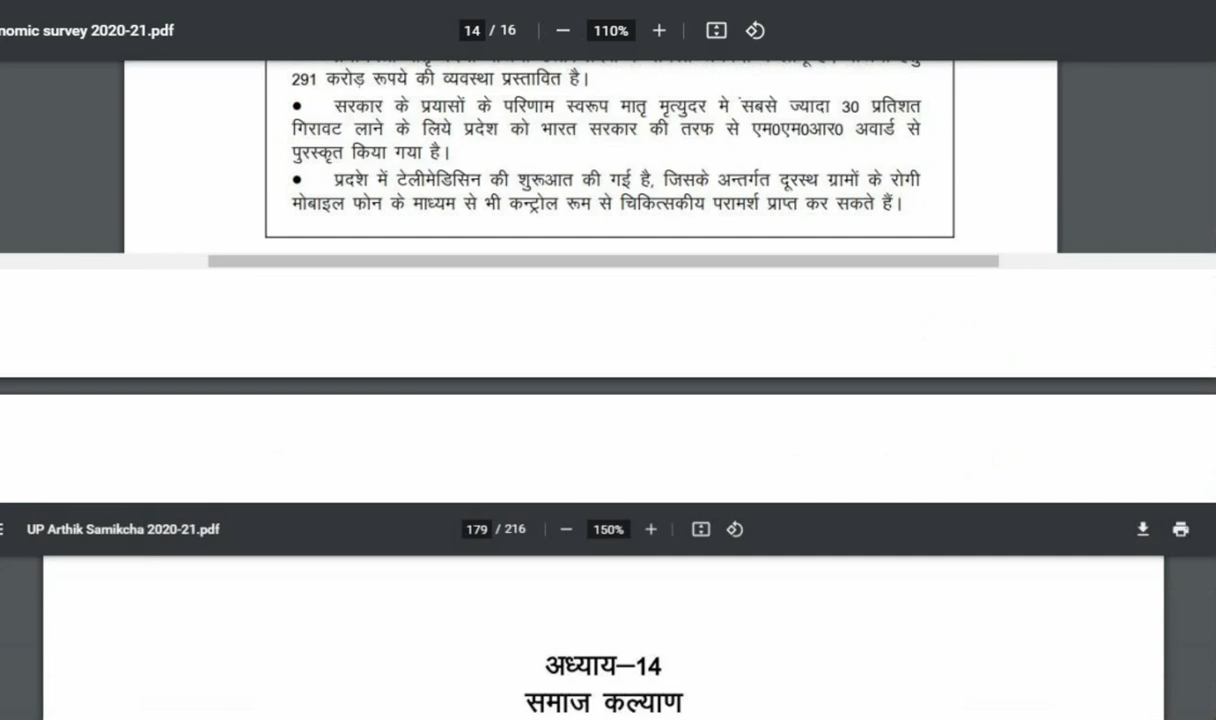 nomic survey 2020-21.pdf
14 / 16
110%
291 करोड़ रूपये की व्यवस्था प्रस्तावित है।
• सरकार के प्रयासों के परिणाम स्वरूप मातृ मृत्युदर मे सबसे ज्यादा 30 प्रतिशत
गिरावट लाने के लिये प्रदेश को भारत सरकार की तरफ से एम0एम0आर0 अवार्ड से
पुरस्कृत किया गया है।
• प्रदशे में टेलीमेडिसिन की शुरूआत की गई है, जिसके अन्तर्गत दूरस्थ ग्रामों के रोगी
मोबाइल फोन के माध्यम से भी कन्ट्रोल रूम से चिकित्सकीय परामर्श प्राप्त कर सकते हैं।
UP Arthik Samikcha 2020-21.pdf
179 / 216
150%
अध्याय–14
समाज कल्याण